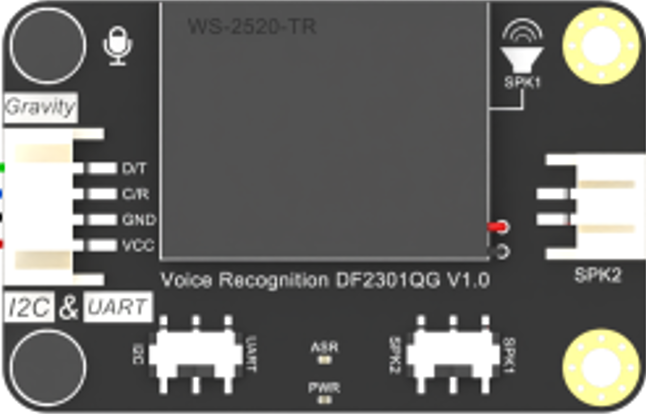 WS-2520-TR
SPK1
Gravity
D/T
C/R
GND
VCC
SPK2
Voice Recognition DF2301QG V1.0
I2C & UART
I2C
UART
ASR
PWR
SPK2
SPK1